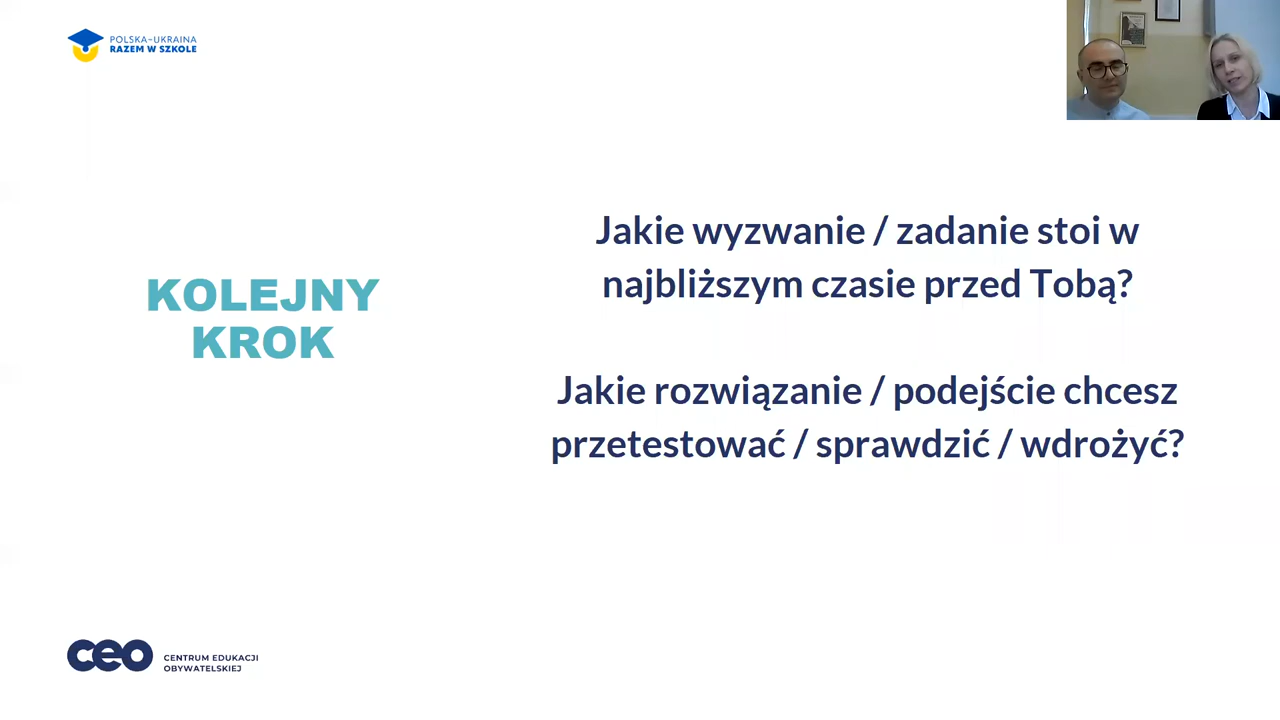 POLSKA–UKRAINA
RAZEM W SZKOLE
KOLEJNY
KROK
Jakie wyzwanie / zadanie stoi w
najbliższym czasie przed Tobą?
Jakie rozwiązanie / podejście chcesz
przetestować / sprawdzić / wdrożyć?
ceo
CENTRUM EDUKACJI
OBYWATELSKIEJ